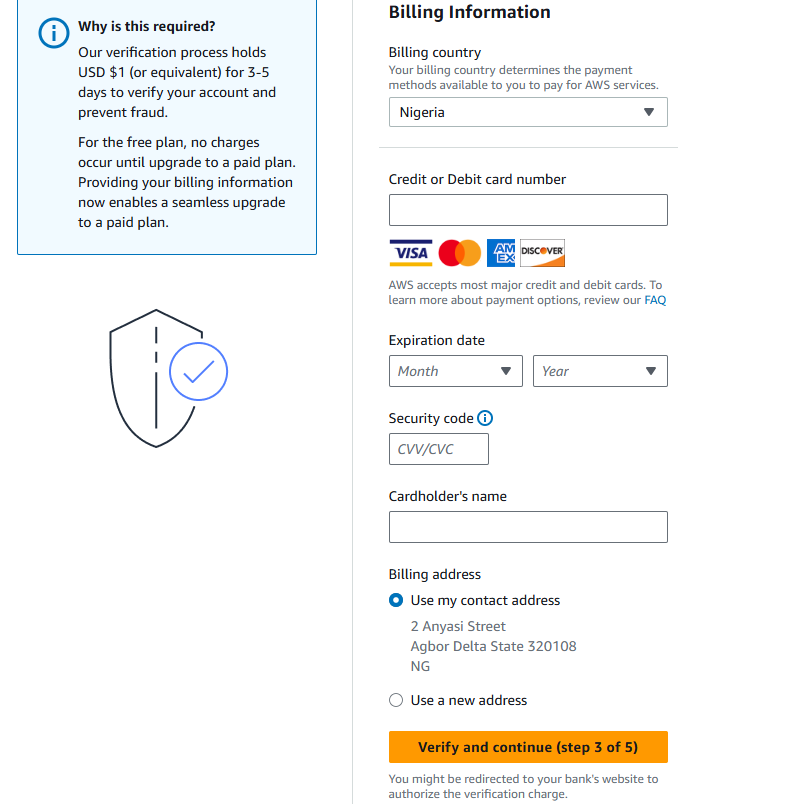 Why is this required?
Our verification process holds
USD $1 (or equivalent) for 3-5
days to verify your account and
prevent fraud.
For the free plan, no charges
occur until upgrade to a paid plan.
Providing your billing information
now enables a seamless upgrade
to a paid plan.
Billing Information
Billing country
Your billing country determines the payment
methods available to you to pay for AWS services.
Nigeria
Credit or Debit card number
VISA
AM
EX
DISCOVER
AWS accepts most major credit and debit cards. To
learn more about payment options, review our FAQ
Expiration date
Month
Year
Security code
CVV/CVC
Cardholder's name
Billing address
Use my contact address
2 Anyasi Street
Agbor Delta State 320108
NG
Use a new address
Verify and continue (step 3 of 5)
You might be redirected to your bank's website to
authorize the verification charge.